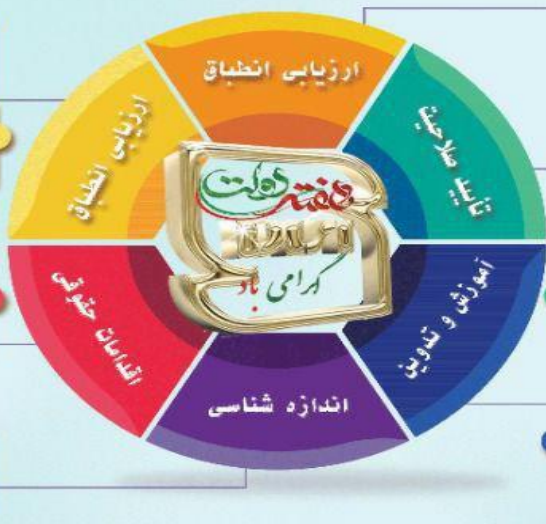 ارزیابی انطباق
تایید صلاحیت
آموزش و تدوین
اندازه شناسی
اقدامات حقوقی
ارزیابی انطباق
هفته دولت
گرامی باد